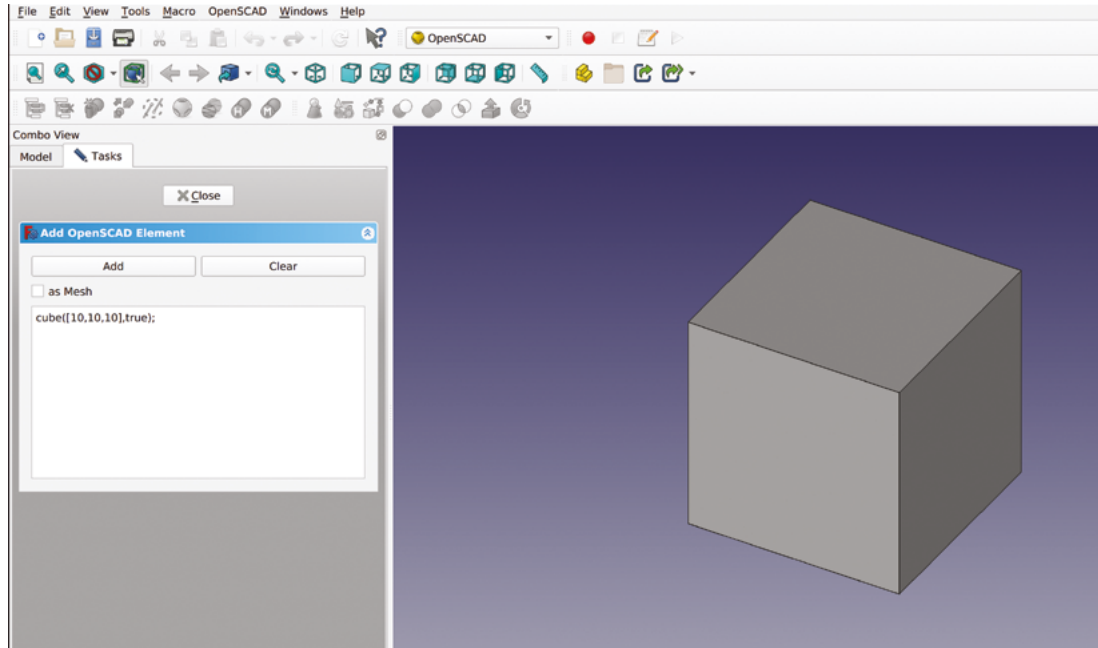 File Edit View Tools Macro OpenSCAD Windows Help
OpenSCAD
Combo View
Model Tasks
Close
Add OpenSCAD Element
Add Clear
as Mesh
cube([10,10,10],true);